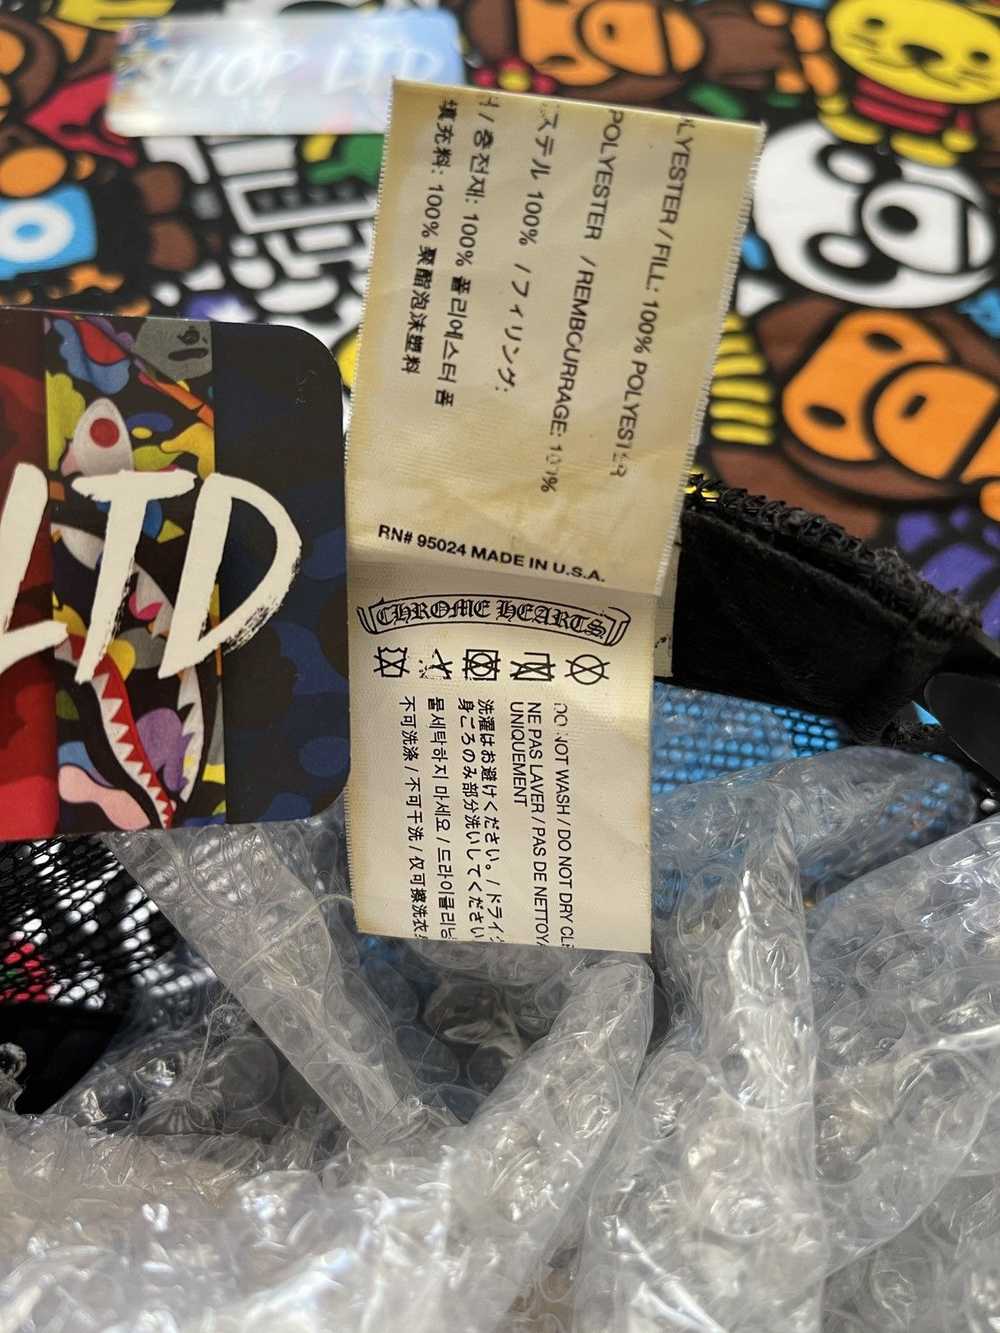 SHOP LTD
LTD
LYESTER / FILL: 100% POLYESTER
POLYESTER / REMBOURRAGE: 100%
ステル 100% / フィリング:
/ 충전재: 100% 폴리에스터 폼
填充料: 100% 聚酯泡沫塑料
RN# 95024 MADE IN U.S.A.
CHROME HEARTS
DO NOT WASH / DO NOT DRY CLE
NE PAS LAVER / PAS DE NETTOYA
UNIQUEMENT
洗濯はお避けください。/ ドライク
身ごろのみ部分洗いしてください
물세탁하지 마세요 / 드라이클리닝
不可洗涤 / 不可干洗 / 仅可擦洗衣